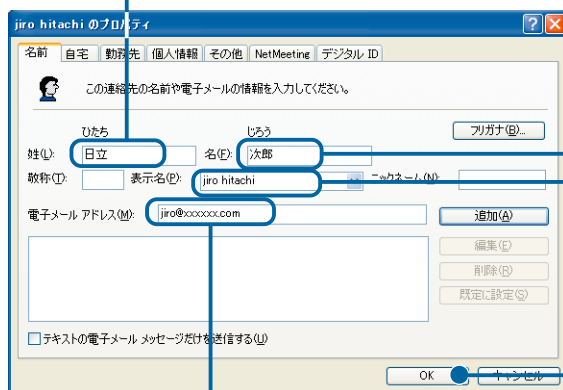 jiro hitachi のプロパティ
名前 自宅 勤務先 個人情報 その他 NetMeeting デジタル ID
この連絡先の名前や電子メールの情報を入力してください。
ひたち じろう フリガナ(B)...
姓(L): 日立 名(F): 次郎
敬称(T): 表示名(P): jiro hitachi ニックネーム(N):
電子メール アドレス(M): jiro@xxxxxx.com 追加(A)
編集(E)
削除(R)
既定に設定(S)
テキストの電子メール メッセージだけを送信する(U)
OK キャンセル